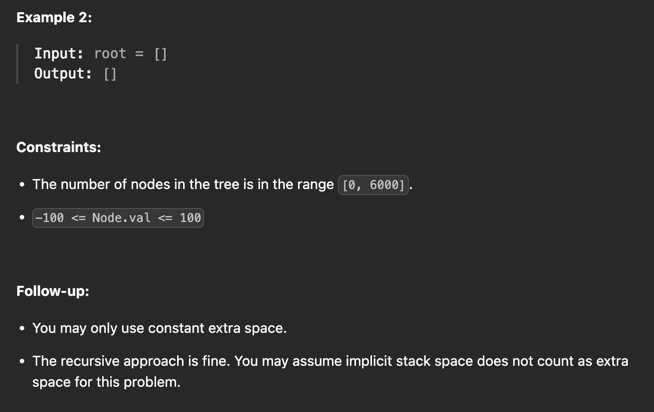 Example 2:
Input: root = []
Output: []
Constraints:
• The number of nodes in the tree is in the range [0, 6000].
• -100 <= Node.val <= 100
Follow-up:
• You may only use constant extra space.
• The recursive approach is fine. You may assume implicit stack space does not count as extra
space for this problem.